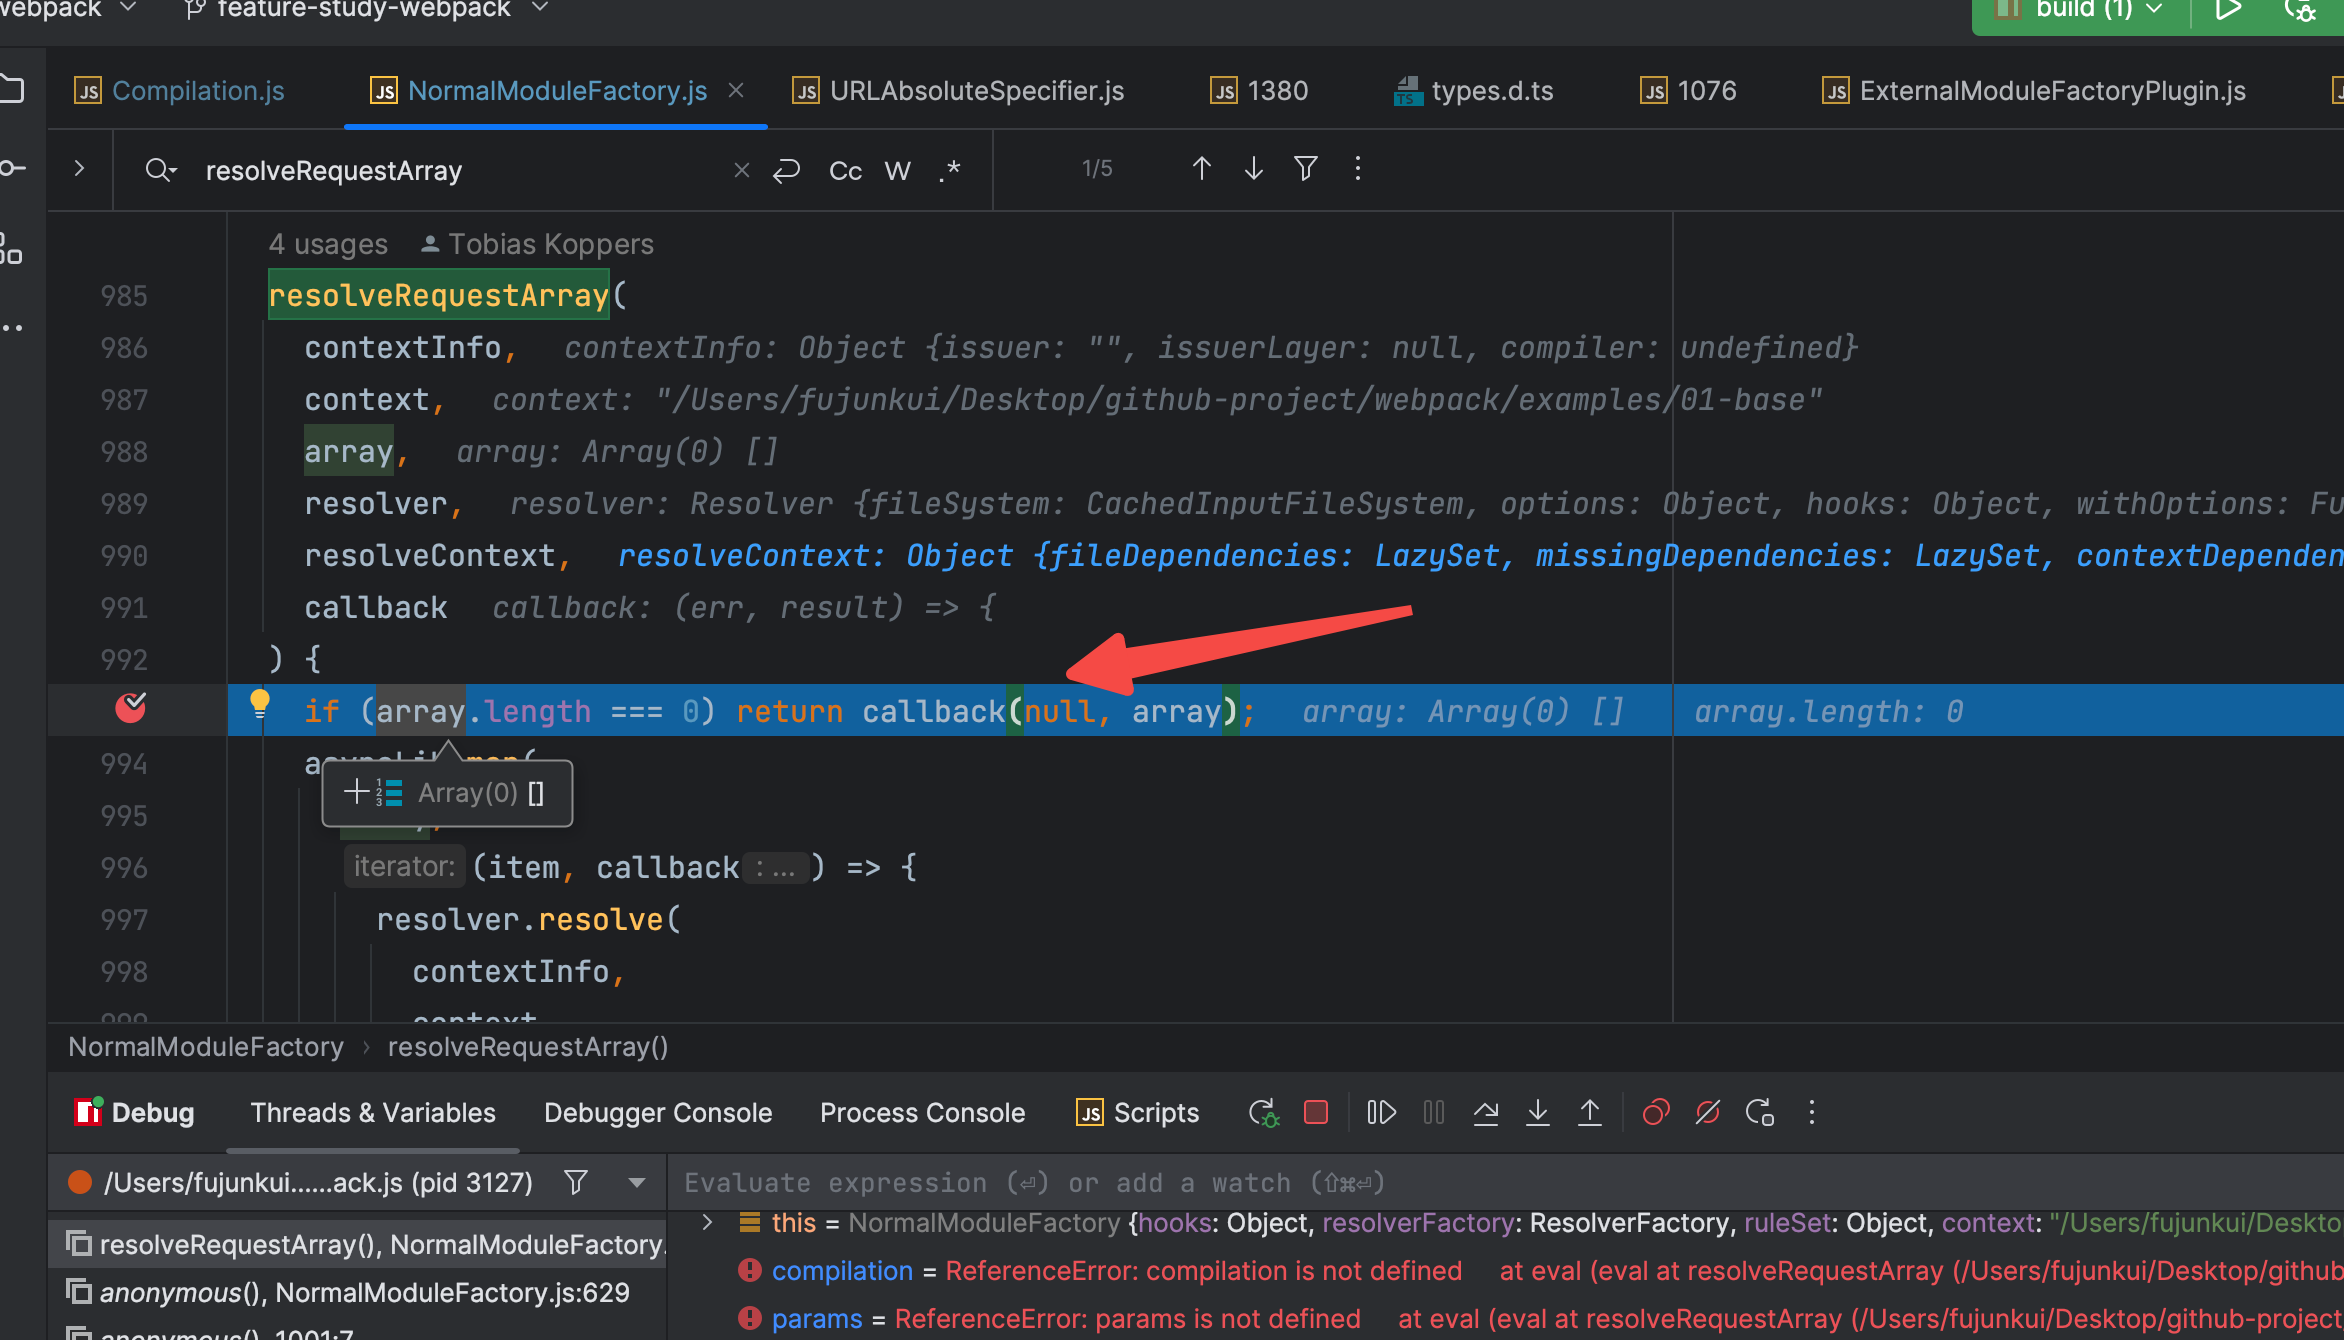 webpack feature-study-webpack build (1)
Compilation.js NormalModuleFactory.js URLAbsoluteSpecifier.js 1380 types.d.ts 1076 ExternalModuleFactoryPlugin.js
resolveRequestArray Cc W .* 1/5
4 usages Tobias Koppers
985 resolveRequestArray(
986 contextInfo, contextInfo: Object {issuer: "", issuerLayer: null, compiler: undefined}
987 context, context: "/Users/fujunkui/Desktop/github-project/webpack/examples/01-base"
988 array, array: Array(0) []
989 resolver, resolver: Resolver {fileSystem: CachedInputFileSystem, options: Object, hooks: Object, withOptions: Fu
990 resolveContext, resolveContext: Object {fileDependencies: LazySet, missingDependencies: LazySet, contextDependen
991 callback callback: (err, result) => {
992 ) {
if (array.length === 0) return callback(null, array); array: Array(0) [] array.length: 0
994
Array(0) []
995
996 iterator: (item, callback : ...) => {
997 resolver.resolve(
998 contextInfo,
999 context
NormalModuleFactory › resolveRequestArray()
Debug Threads & Variables Debugger Console Process Console Scripts
/Users/fujunkui......ack.js (pid 3127) Evaluate expression (⏎) or add a watch (⇧⌘⏎)
this = NormalModuleFactory {hooks: Object, resolverFactory: ResolverFactory, ruleSet: Object, context: "/Users/fujunkui/Deskto
resolveRequestArray(), NormalModuleFactory.
compilation = ReferenceError: compilation is not defined at eval (eval at resolveRequestArray (/Users/fujunkui/Desktop/github
anonymous(), NormalModuleFactory.js:629
params = ReferenceError: params is not defined at eval (eval at resolveRequestArray (/Users/fujunkui/Desktop/github-project
anonymous(), 1001:7